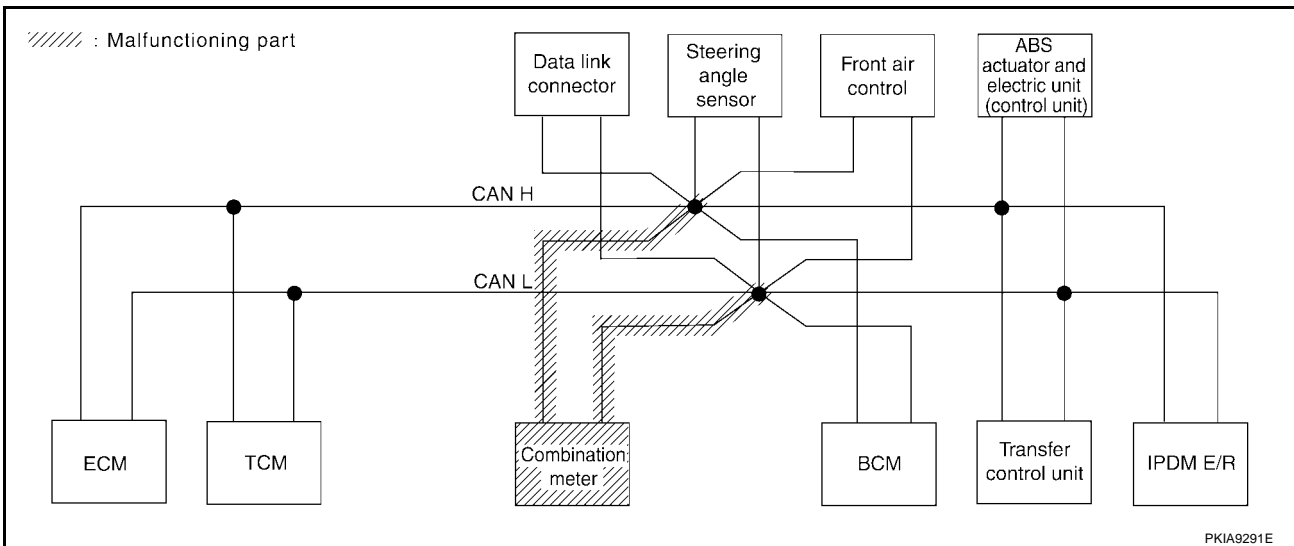 : Malfunctioning part
Data link
connector
Steering
angle
sensor
Front air
control
ABS
actuator and
electric unit
(control unit)
CAN H
CAN L
ECM
TCM
Combination
meter
BCM
Transfer
control unit
IPDM E/R
PKIA9291E